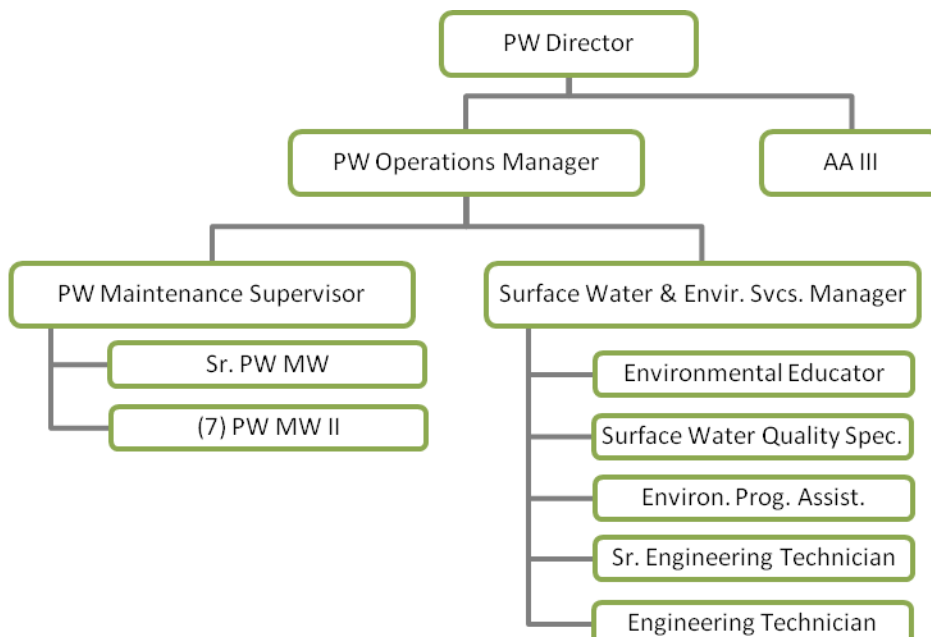 PW Director
PW Operations Manager
AA III
PW Maintenance Supervisor
Surface Water & Envir. Svcs. Manager
Sr. PW MW
(7) PW MW II
Environmental Educator
Surface Water Quality Spec.
Environ. Prog. Assist.
Sr. Engineering Technician
Engineering Technician